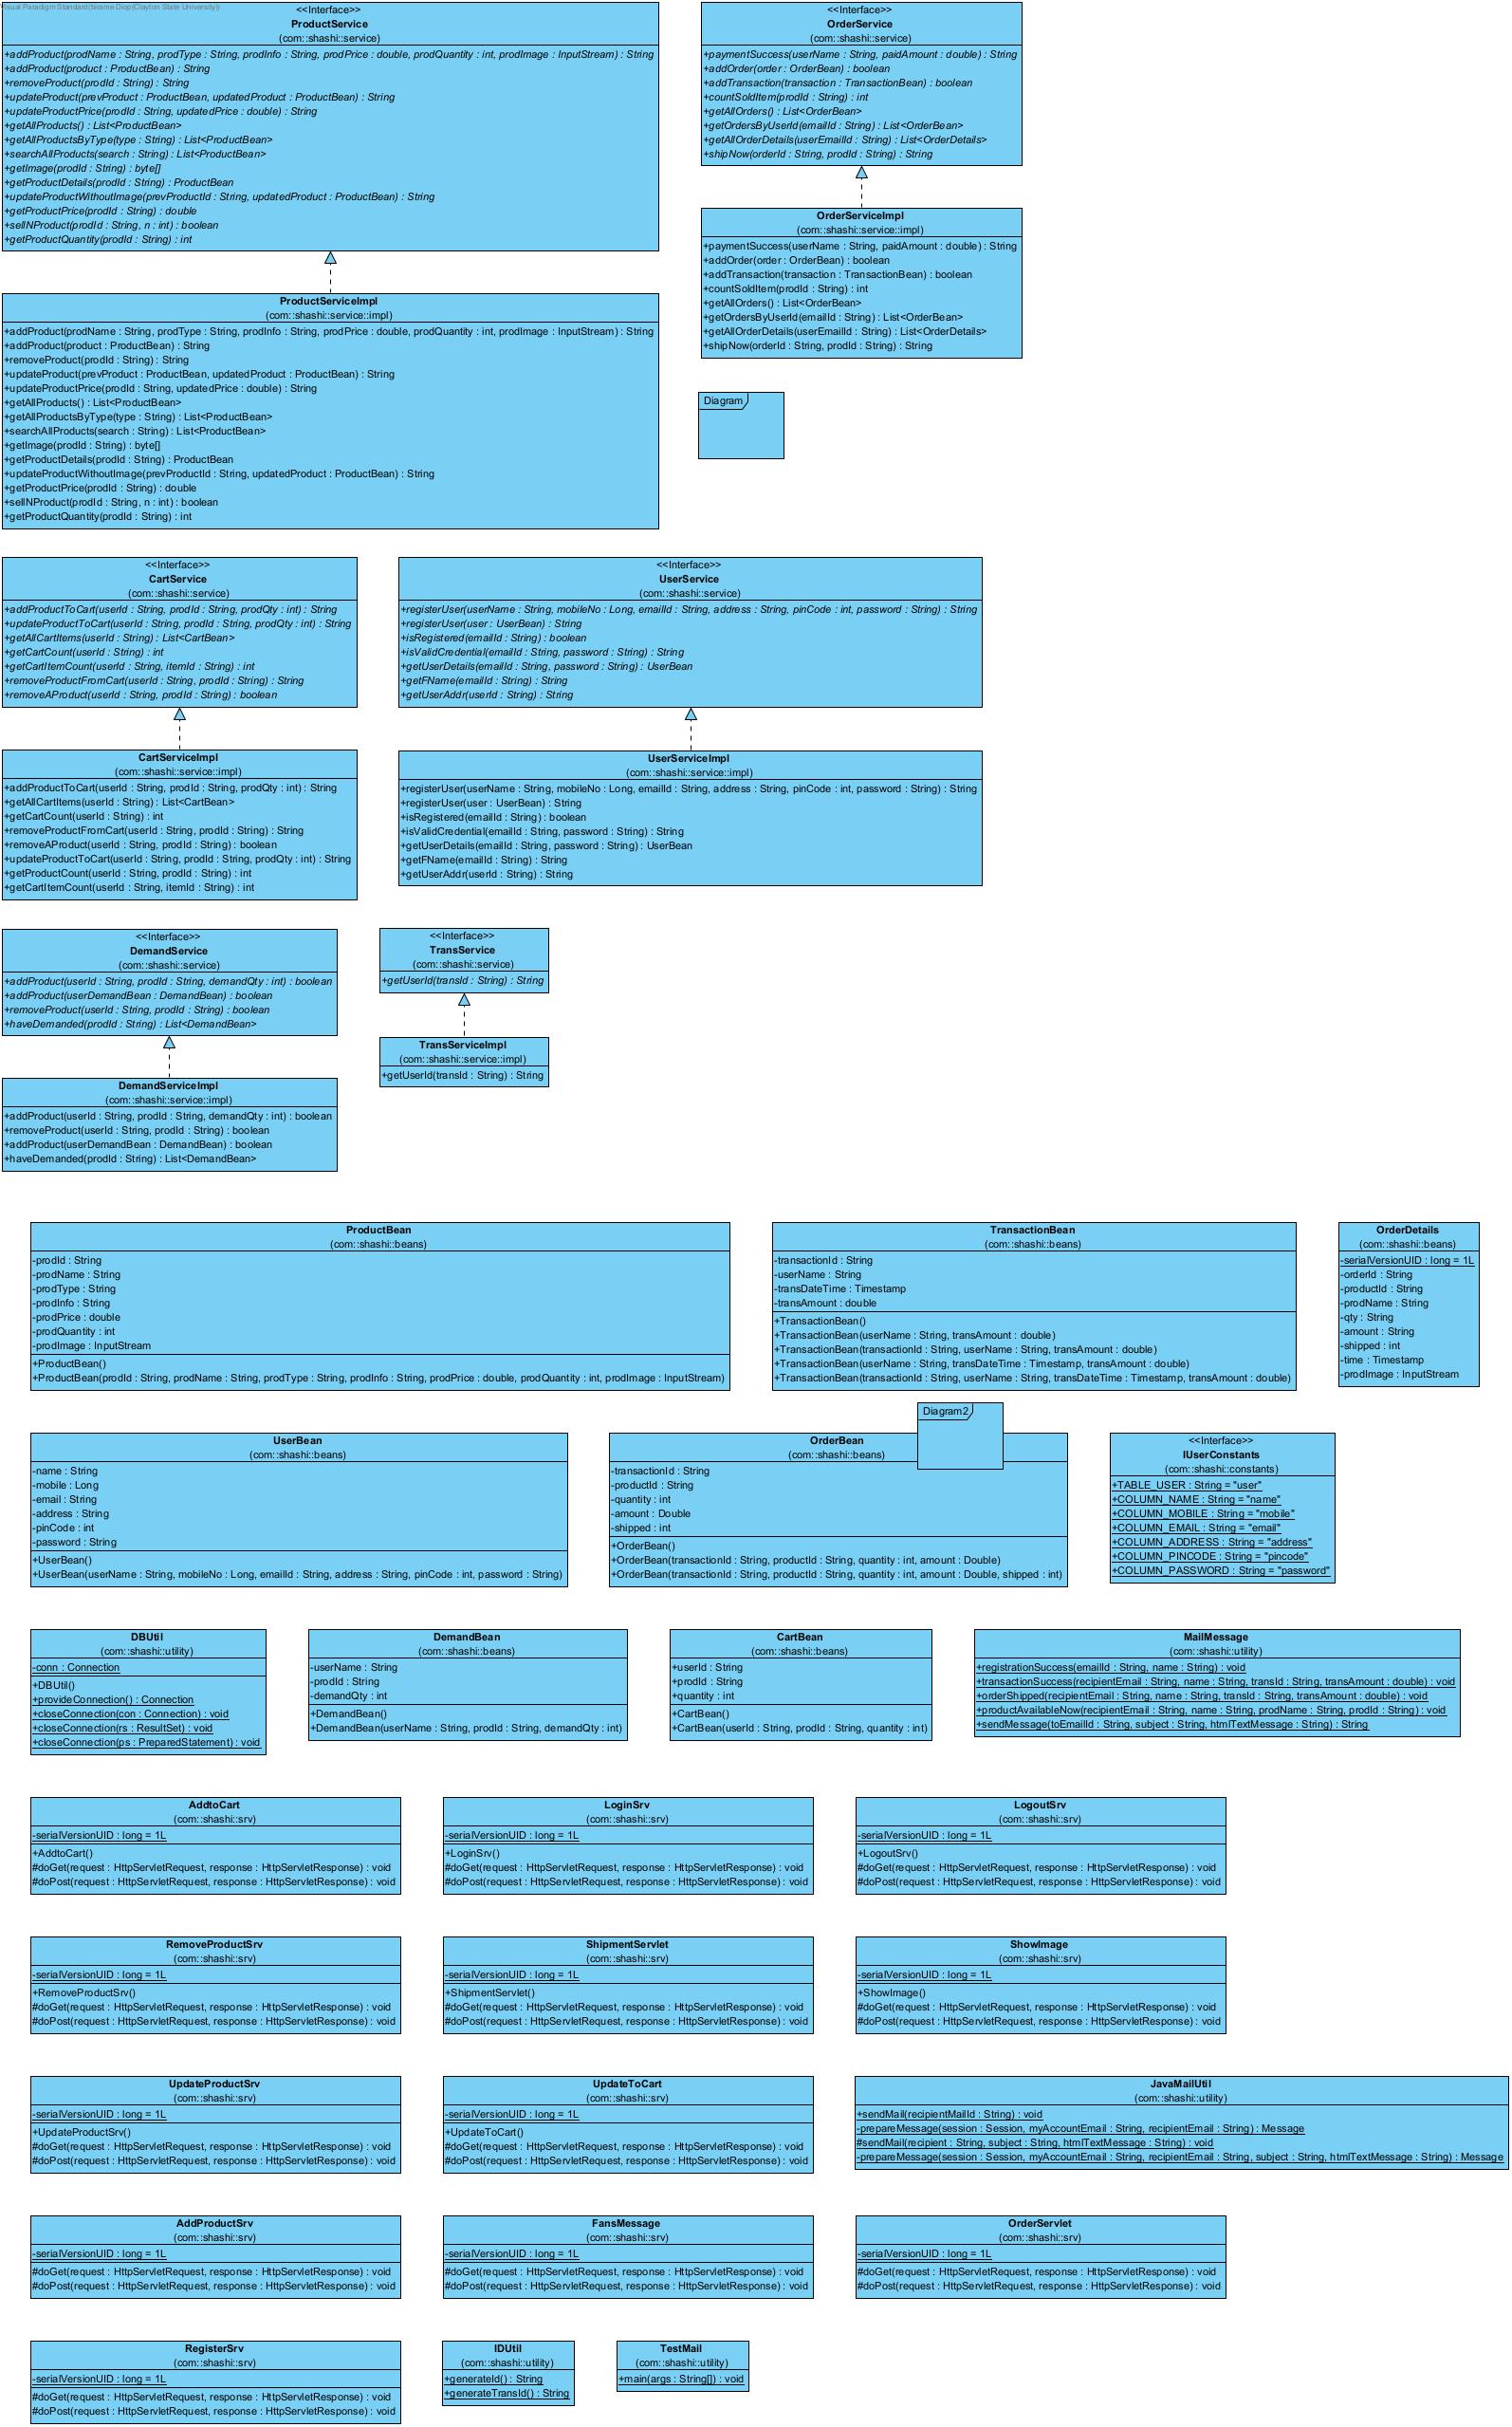 Visual Paradigm Standard(birame Diop(Clayton State University))
<<Interface>>
ProductService
(com::shashi::service)
+addProduct(prodName : String, prodType : String, prodInfo : String, prodPrice : double, prodQuantity : int, prodImage : InputStream) : String
+addProduct(product : ProductBean) : String
+removeProduct(prodId : String) : String
+updateProduct(prevProduct : ProductBean, updatedProduct : ProductBean) : String
+updateProductPrice(prodId : String, updatedPrice : double) : String
+getAllProducts() : List<ProductBean>
+getAllProductsByType(type : String) : List<ProductBean>
+searchAllProducts(search : String) : List<ProductBean>
+getImage(prodId : String) : byte[]
+getProductDetails(prodId : String) : ProductBean
+updateProductWithoutImage(prevProductId : String, updatedProduct : ProductBean) : String
+getProductPrice(prodId : String) : double
+sellNProduct(prodId : String, n : int) : boolean
+getProductQuantity(prodId : String) : int
<<Interface>>
OrderService
(com::shashi::service)
+paymentSuccess(userName : String, paidAmount : double) : String
+addOrder(order : OrderBean) : boolean
+addTransaction(transaction : TransactionBean) : boolean
+countSoldItem(prodId : String) : int
+getAllOrders() : List<OrderBean>
+getOrdersByUserId(emailId : String) : List<OrderBean>
+getAllOrderDetails(userEmailId : String) : List<OrderDetails>
+shipNow(orderId : String, prodId : String) : String
ProductServiceImpl
(com::shashi::service::impl)
+addProduct(prodName : String, prodType : String, prodInfo : String, prodPrice : double, prodQuantity : int, prodImage : InputStream) : String
+addProduct(product : ProductBean) : String
+removeProduct(prodId : String) : String
+updateProduct(prevProduct : ProductBean, updatedProduct : ProductBean) : String
+updateProductPrice(prodId : String, updatedPrice : double) : String
+getAllProducts() : List<ProductBean>
+getAllProductsByType(type : String) : List<ProductBean>
+searchAllProducts(search : String) : List<ProductBean>
+getImage(prodId : String) : byte[]
+getProductDetails(prodId : String) : ProductBean
+updateProductWithoutImage(prevProductId : String, updatedProduct : ProductBean) : String
+getProductPrice(prodId : String) : double
+sellNProduct(prodId : String, n : int) : boolean
+getProductQuantity(prodId : String) : int
OrderServiceImpl
(com::shashi::service::impl)
+paymentSuccess(userName : String, paidAmount : double) : String
+addOrder(order : OrderBean) : boolean
+addTransaction(transaction : TransactionBean) : boolean
+countSoldItem(prodId : String) : int
+getAllOrders() : List<OrderBean>
+getOrdersByUserId(emailId : String) : List<OrderBean>
+getAllOrderDetails(userEmailId : String) : List<OrderDetails>
+shipNow(orderId : String, prodId : String) : String
Diagram
<<Interface>>
CartService
(com::shashi::service)
+addProductToCart(userId : String, prodId : String, prodQty : int) : String
+updateProductToCart(userId : String, prodId : String, prodQty : int) : String
+getAllCartItems(userId : String) : List<CartBean>
+getCartCount(userId : String) : int
+getCartItemCount(userId : String, itemId : String) : int
+removeProductFromCart(userId : String, prodId : String) : String
+removeAProduct(userId : String, prodId : String) : boolean
<<Interface>>
UserService
(com::shashi::service)
+registerUser(userName : String, mobileNo : Long, emailId : String, address : String, pinCode : int, password : String) : String
+registerUser(user : UserBean) : String
+isRegistered(emailId : String) : boolean
+isValidCredential(emailId : String, password : String) : String
+getUserDetails(emailId : String, password : String) : UserBean
+getFName(emailId : String) : String
+getUserAddr(userId : String) : String
CartServiceImpl
(com::shashi::service::impl)
+addProductToCart(userId : String, prodId : String, prodQty : int) : String
+getAllCartItems(userId : String) : List<CartBean>
+getCartCount(userId : String) : int
+removeProductFromCart(userId : String, prodId : String) : String
+removeAProduct(userId : String, prodId : String) : boolean
+updateProductToCart(userId : String, prodId : String, prodQty : int) : String
+getProductCount(userId : String, prodId : String) : int
+getCartItemCount(userId : String, itemId : String) : int
UserServiceImpl
(com::shashi::service::impl)
+registerUser(userName : String, mobileNo : Long, emailId : String, address : String, pinCode : int, password : String) : String
+registerUser(user : UserBean) : String
+isRegistered(emailId : String) : boolean
+isValidCredential(emailId : String, password : String) : String
+getUserDetails(emailId : String, password : String) : UserBean
+getFName(emailId : String) : String
+getUserAddr(userId : String) : String
<<Interface>>
DemandService
(com::shashi::service)
+addProduct(userId : String, prodId : String, demandQty : int) : boolean
+addProduct(userDemandBean : DemandBean) : boolean
+removeProduct(userId : String, prodId : String) : boolean
+haveDemanded(prodId : String) : List<DemandBean>
<<Interface>>
TransService
(com::shashi::service)
+getUserId(transId : String) : String
TransServiceImpl
(com::shashi::service::impl)
+getUserId(transId : String) : String
DemandServiceImpl
(com::shashi::service::impl)
+addProduct(userId : String, prodId : String, demandQty : int) : boolean
+removeProduct(userId : String, prodId : String) : boolean
+addProduct(userDemandBean : DemandBean) : boolean
+haveDemanded(prodId : String) : List<DemandBean>
ProductBean
(com::shashi::beans)
-prodId : String
-prodName : String
-prodType : String
-prodInfo : String
-prodPrice : double
-prodQuantity : int
-prodImage : InputStream
+ProductBean()
+ProductBean(prodId : String, prodName : String, prodType : String, prodInfo : String, prodPrice : double, prodQuantity : int, prodImage : InputStream)
TransactionBean
(com::shashi::beans)
-transactionId : String
-userName : String
-transDateTime : Timestamp
-transAmount : double
+TransactionBean()
+TransactionBean(userName : String, transAmount : double)
+TransactionBean(transactionId : String, userName : String, transAmount : double)
+TransactionBean(userName : String, transDateTime : Timestamp, transAmount : double)
+TransactionBean(transactionId : String, userName : String, transDateTime : Timestamp, transAmount : double)
OrderDetails
(com::shashi::beans)
-serialVersionUID : long = 1L
-orderId : String
-productId : String
-prodName : String
-qty : String
-amount : String
-shipped : int
-time : Timestamp
-prodImage : InputStream
UserBean
(com::shashi::beans)
-name : String
-mobile : Long
-email : String
-address : String
-pinCode : int
-password : String
+UserBean()
+UserBean(userName : String, mobileNo : Long, emailId : String, address : String, pinCode : int, password : String)
Diagram2
OrderBean
(com::shashi::beans)
-transactionId : String
-productId : String
-quantity : int
-amount : Double
-shipped : int
+OrderBean()
+OrderBean(transactionId : String, productId : String, quantity : int, amount : Double)
+OrderBean(transactionId : String, productId : String, quantity : int, amount : Double, shipped : int)
<<Interface>>
IUserConstants
(com::shashi::constants)
+TABLE_USER : String = "user"
+COLUMN_NAME : String = "name"
+COLUMN_MOBILE : String = "mobile"
+COLUMN_EMAIL : String = "email"
+COLUMN_ADDRESS : String = "address"
+COLUMN_PINCODE : String = "pincode"
+COLUMN_PASSWORD : String = "password"
DBUtil
(com::shashi::utility)
-conn : Connection
+DBUtil()
+provideConnection() : Connection
+closeConnection(con : Connection) : void
+closeConnection(rs : ResultSet) : void
+closeConnection(ps : PreparedStatement) : void
DemandBean
(com::shashi::beans)
-userName : String
-prodId : String
-demandQty : int
+DemandBean()
+DemandBean(userName : String, prodId : String, demandQty : int)
CartBean
(com::shashi::beans)
+userId : String
+prodId : String
+quantity : int
+CartBean()
+CartBean(userId : String, prodId : String, quantity : int)
MailMessage
(com::shashi::utility)
+registrationSuccess(emailId : String, name : String) : void
+transactionSuccess(recipientEmail : String, name : String, transId : String, transAmount : double) : void
+orderShipped(recipientEmail : String, name : String, transId : String, transAmount : double) : void
+productAvailableNow(recipientEmail : String, name : String, prodName : String, prodId : String) : void
+sendMessage(toEmailId : String, subject : String, htmlTextMessage : String) : String
AddtoCart
(com::shashi::srv)
-serialVersionUID : long = 1L
+AddtoCart()
#doGet(request : HttpServletRequest, response : HttpServletResponse) : void
#doPost(request : HttpServletRequest, response : HttpServletResponse) : void
LoginSrv
(com::shashi::srv)
-serialVersionUID : long = 1L
+LoginSrv()
#doGet(request : HttpServletRequest, response : HttpServletResponse) : void
#doPost(request : HttpServletRequest, response : HttpServletResponse) : void
LogoutSrv
(com::shashi::srv)
-serialVersionUID : long = 1L
+LogoutSrv()
#doGet(request : HttpServletRequest, response : HttpServletResponse) : void
#doPost(request : HttpServletRequest, response : HttpServletResponse) : void
RemoveProductSrv
(com::shashi::srv)
-serialVersionUID : long = 1L
+RemoveProductSrv()
#doGet(request : HttpServletRequest, response : HttpServletResponse) : void
#doPost(request : HttpServletRequest, response : HttpServletResponse) : void
ShipmentServlet
(com::shashi::srv)
-serialVersionUID : long = 1L
+ShipmentServlet()
#doGet(request : HttpServletRequest, response : HttpServletResponse) : void
#doPost(request : HttpServletRequest, response : HttpServletResponse) : void
ShowImage
(com::shashi::srv)
-serialVersionUID : long = 1L
+ShowImage()
#doGet(request : HttpServletRequest, response : HttpServletResponse) : void
#doPost(request : HttpServletRequest, response : HttpServletResponse) : void
UpdateProductSrv
(com::shashi::srv)
-serialVersionUID : long = 1L
+UpdateProductSrv()
#doGet(request : HttpServletRequest, response : HttpServletResponse) : void
#doPost(request : HttpServletRequest, response : HttpServletResponse) : void
UpdateToCart
(com::shashi::srv)
-serialVersionUID : long = 1L
+UpdateToCart()
#doGet(request : HttpServletRequest, response : HttpServletResponse) : void
#doPost(request : HttpServletRequest, response : HttpServletResponse) : void
JavaMailUtil
(com::shashi::utility)
+sendMail(recipientMailId : String) : void
-prepareMessage(session : Session, myAccountEmail : String, recipientEmail : String) : Message
#sendMail(recipient : String, subject : String, htmlTextMessage : String) : void
-prepareMessage(session : Session, myAccountEmail : String, recipientEmail : String, subject : String, htmlTextMessage : String) : Message
AddProductSrv
(com::shashi::srv)
-serialVersionUID : long = 1L
#doGet(request : HttpServletRequest, response : HttpServletResponse) : void
#doPost(request : HttpServletRequest, response : HttpServletResponse) : void
FansMessage
(com::shashi::srv)
-serialVersionUID : long = 1L
#doGet(request : HttpServletRequest, response : HttpServletResponse) : void
#doPost(request : HttpServletRequest, response : HttpServletResponse) : void
OrderServlet
(com::shashi::srv)
-serialVersionUID : long = 1L
#doGet(request : HttpServletRequest, response : HttpServletResponse) : void
#doPost(request : HttpServletRequest, response : HttpServletResponse) : void
RegisterSrv
(com::shashi::srv)
-serialVersionUID : long = 1L
#doGet(request : HttpServletRequest, response : HttpServletResponse) : void
#doPost(request : HttpServletRequest, response : HttpServletResponse) : void
IDUtil
(com::shashi::utility)
+generateId() : String
+generateTransId() : String
TestMail
(com::shashi::utility)
+main(args : String[]) : void